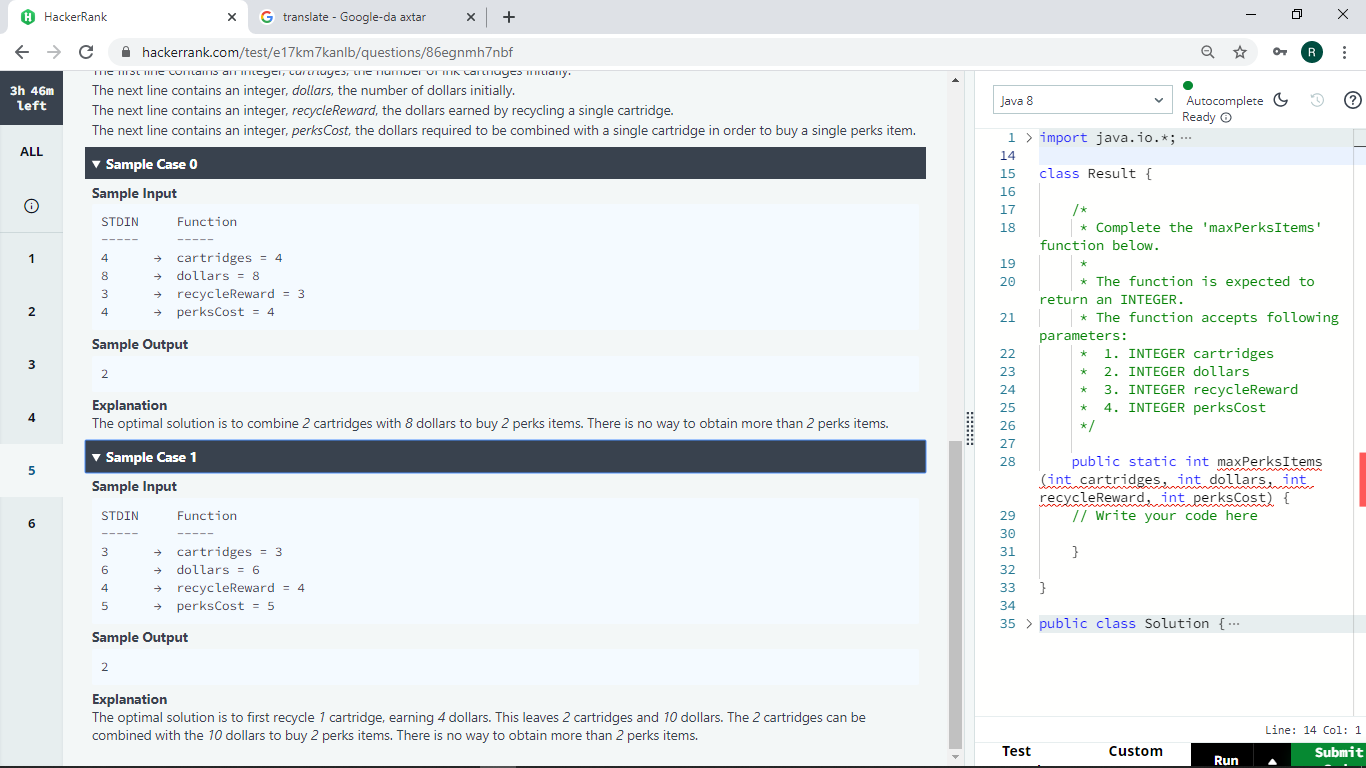 HackerRank
translate - Google-da axtar
hackerrank.com/test/e17km7kanlb/questions/86egnmh7nbf
R
3h 46m
left
ALL
1
2
3
4
5
6
The first line contains an integer, cartridges, the number of ink cartridges initially.
The next line contains an integer, dollars, the number of dollars initially.
The next line contains an integer, recycleReward, the dollars earned by recycling a single cartridge.
The next line contains an integer, perksCost, the dollars required to be combined with a single cartridge in order to buy a single perks item.
▼ Sample Case 0
Sample Input
STDIN Function
----- -----
4 → cartridges = 4
8 → dollars = 8
3 → recycleReward = 3
4 → perksCost = 4
Sample Output
2
Explanation
The optimal solution is to combine 2 cartridges with 8 dollars to buy 2 perks items. There is no way to obtain more than 2 perks items.
▼ Sample Case 1
Sample Input
STDIN Function
----- -----
3 → cartridges = 3
6 → dollars = 6
4 → recycleReward = 4
5 → perksCost = 5
Sample Output
2
Explanation
The optimal solution is to first recycle 1 cartridge, earning 4 dollars. This leaves 2 cartridges and 10 dollars. The 2 cartridges can be
combined with the 10 dollars to buy 2 perks items. There is no way to obtain more than 2 perks items.
Java 8
Autocomplete
Ready
1 > import java.io.*; ...
14
15 class Result {
16
17 /*
18 * Complete the 'maxPerksItems'
function below.
19 *
20 * The function is expected to
return an INTEGER.
21 * The function accepts following
parameters:
22 * 1. INTEGER cartridges
23 * 2. INTEGER dollars
24 * 3. INTEGER recycleReward
25 * 4. INTEGER perksCost
26 */
27
28 public static int maxPerksItems
(int cartridges, int dollars, int
recycleReward, int perksCost) {
29 // Write your code here
30
31 }
32
33 }
34
35 > public class Solution { ...
Line: 14 Col: 1
Test
Custom
Run
Submit